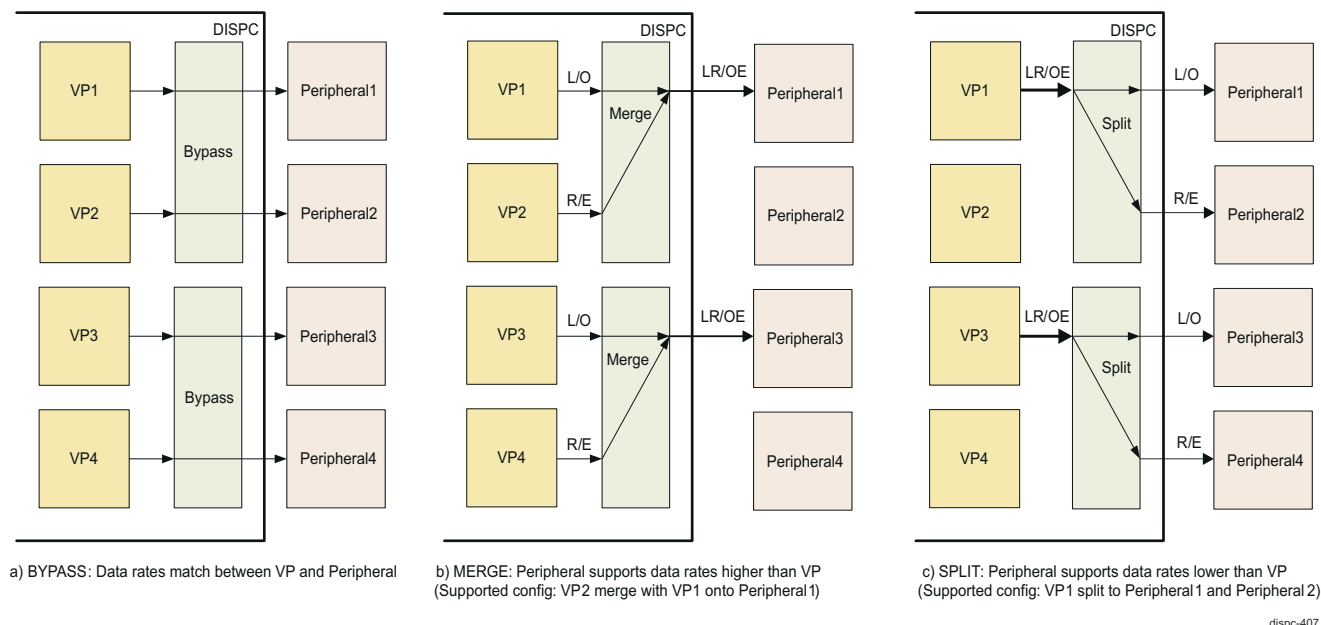 DISPC
VP1
Peripheral1
Bypass
VP2
Peripheral2
VP3
Peripheral3
Bypass
VP4
Peripheral4
a) BYPASS: Data rates match between VP and Peripheral
DISPC
VP1
L/O
LR/OE
Peripheral1
Merge
VP2
R/E
Peripheral2
VP3
L/O
LR/OE
Peripheral3
Merge
VP4
R/E
Peripheral4
b) MERGE: Peripheral supports data rates higher than VP
(Supported config: VP2 merge with VP1 onto Peripheral1)
DISPC
VP1
LR/OE
L/O
Peripheral1
Split
VP2
R/E
Peripheral2
VP3
LR/OE
L/O
Peripheral3
Split
VP4
R/E
Peripheral4
c) SPLIT: Peripheral supports data rates lower than VP
(Supported config: VP1 split to Peripheral1 and Peripheral 2)
dispc-407